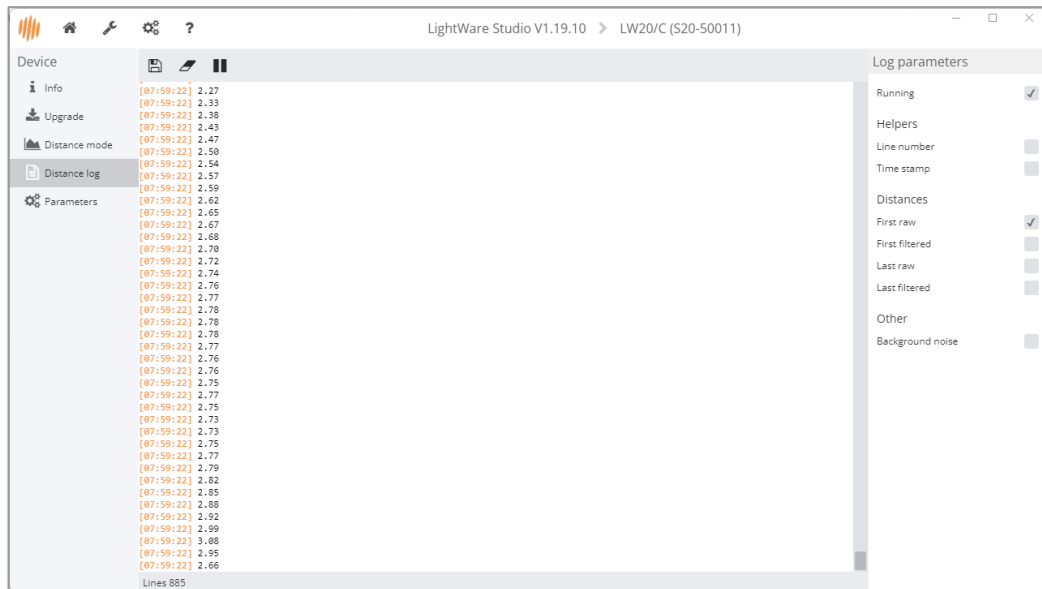 ?
LightWare Studio V1.19.10 > LW20/C (S20-50011)
Device
Info
Upgrade
Distance mode
Distance log
Parameters
[07:59:22] 2.27
[07:59:22] 2.33
[07:59:22] 2.38
[07:59:22] 2.43
[07:59:22] 2.47
[07:59:22] 2.50
[07:59:22] 2.54
[07:59:22] 2.57
[07:59:22] 2.59
[07:59:22] 2.62
[07:59:22] 2.65
[07:59:22] 2.67
[07:59:22] 2.68
[07:59:22] 2.70
[07:59:22] 2.72
[07:59:22] 2.74
[07:59:22] 2.76
[07:59:22] 2.77
[07:59:22] 2.78
[07:59:22] 2.78
[07:59:22] 2.78
[07:59:22] 2.77
[07:59:22] 2.76
[07:59:22] 2.76
[07:59:22] 2.75
[07:59:22] 2.77
[07:59:22] 2.75
[07:59:22] 2.73
[07:59:22] 2.73
[07:59:22] 2.75
[07:59:22] 2.77
[07:59:22] 2.79
[07:59:22] 2.82
[07:59:22] 2.85
[07:59:22] 2.88
[07:59:22] 2.92
[07:59:22] 2.99
[07:59:22] 3.08
[07:59:22] 2.95
[07:59:22] 2.66
Lines 885
Log parameters
Running
Helpers
Line number
Time stamp
Distances
First raw
First filtered
Last raw
Last filtered
Other
Background noise